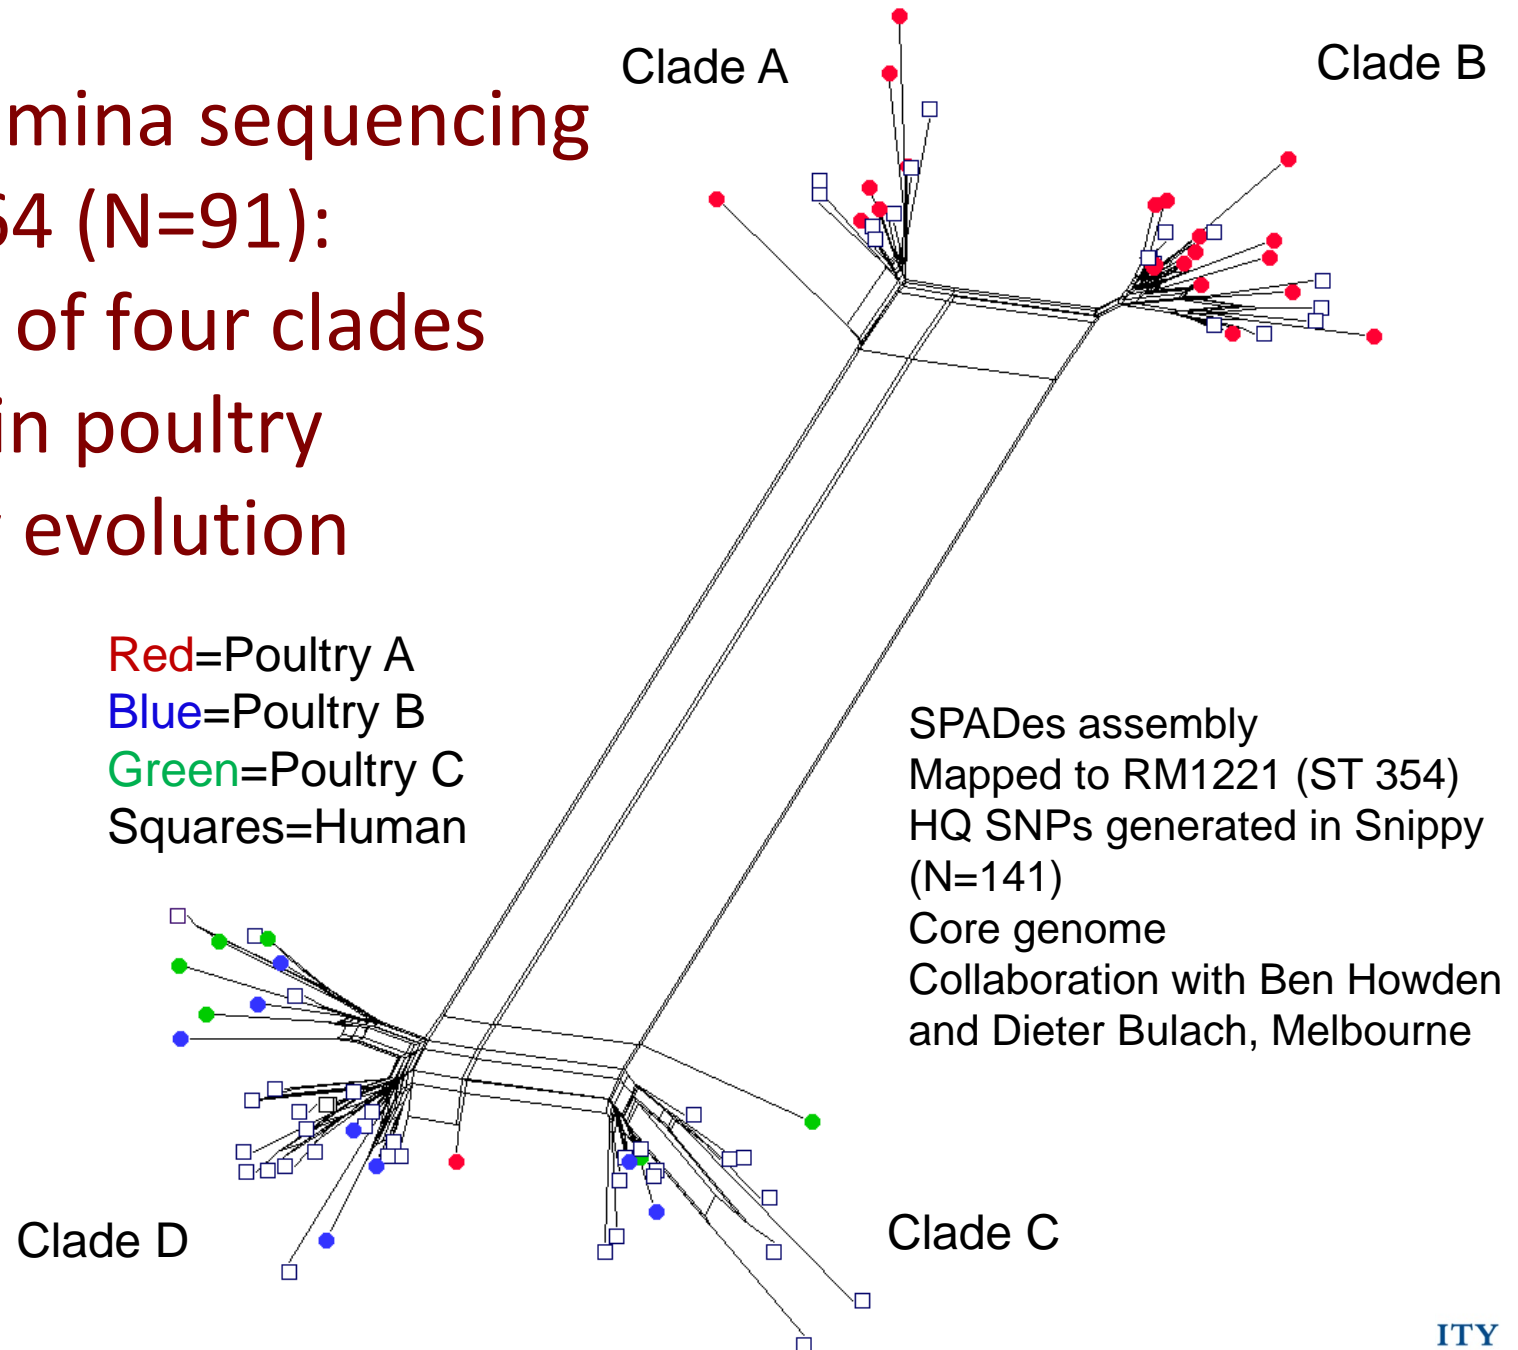 Clade A
Clade B
mina sequencing
64 (N=91):
of four clades
in poultry
evolution
Red=Poultry A
Blue=Poultry B
Green=Poultry C
Squares=Human
SPADes assembly
Mapped to RM1221 (ST 354)
HQ SNPs generated in Snippy
(N=141)
Core genome
Collaboration with Ben Howden
and Dieter Bulach, Melbourne
Clade D
Clade C
ITY